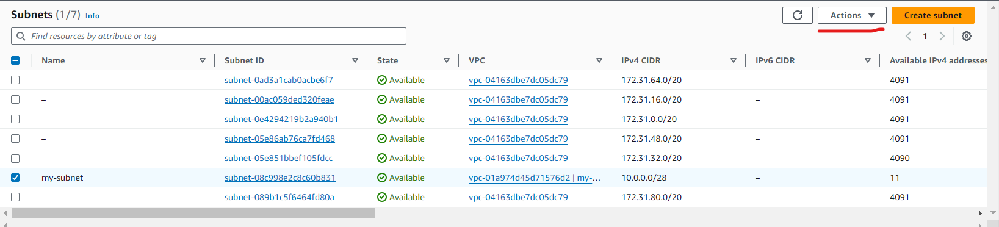 Subnets (1/7) Info
Actions
Create subnet
Find resources by attribute or tag
1
Name Subnet ID State VPC IPv4 CIDR IPv6 CIDR Available IPv4 addresses
– subnet-0ad3a1cab0acbe6f7 Available vpc-04163dbe7dc05dc79 172.31.64.0/20 – 4091
– subnet-00ac059ded320feae Available vpc-04163dbe7dc05dc79 172.31.16.0/20 – 4091
– subnet-0e4294219b2a940b1 Available vpc-04163dbe7dc05dc79 172.31.0.0/20 – 4091
– subnet-05e86ab76ca7fd468 Available vpc-04163dbe7dc05dc79 172.31.48.0/20 – 4091
– subnet-05e851bbef105fdcc Available vpc-04163dbe7dc05dc79 172.31.32.0/20 – 4090
my-subnet subnet-08c998e2c8c60b831 Available vpc-01a974d45d71576d2 | my-... 10.0.0.0/28 – 11
– subnet-089b1c5f6464fd80a Available vpc-04163dbe7dc05dc79 172.31.80.0/20 – 4091